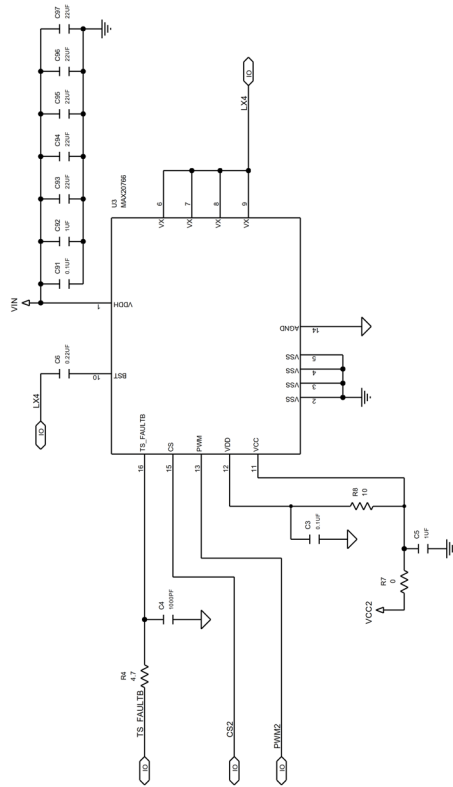 C97
22UF
C96
22UF
C95
22UF
C94
22UF
C93
22UF
C92
1UF
C91
0.1UF
VIN
1
VDDH
U3
MAX20766
LX4
IO
C6
0.22UF
10
BST
6
VX
7
VX
8
VX
9
VX
LX4
IO
AGND
14
VSS
5
VSS
4
VSS
3
VSS
2
16
TS_FAULTB
15
CS
13
PWM
12
VDD
11
VCC
R8
10
C3
0.1UF
C5
1UF
R7
0
VCC2
C4
1000PF
R4
4.7
TS_FAULTB
IO
CS2
IO
PWM2
IO